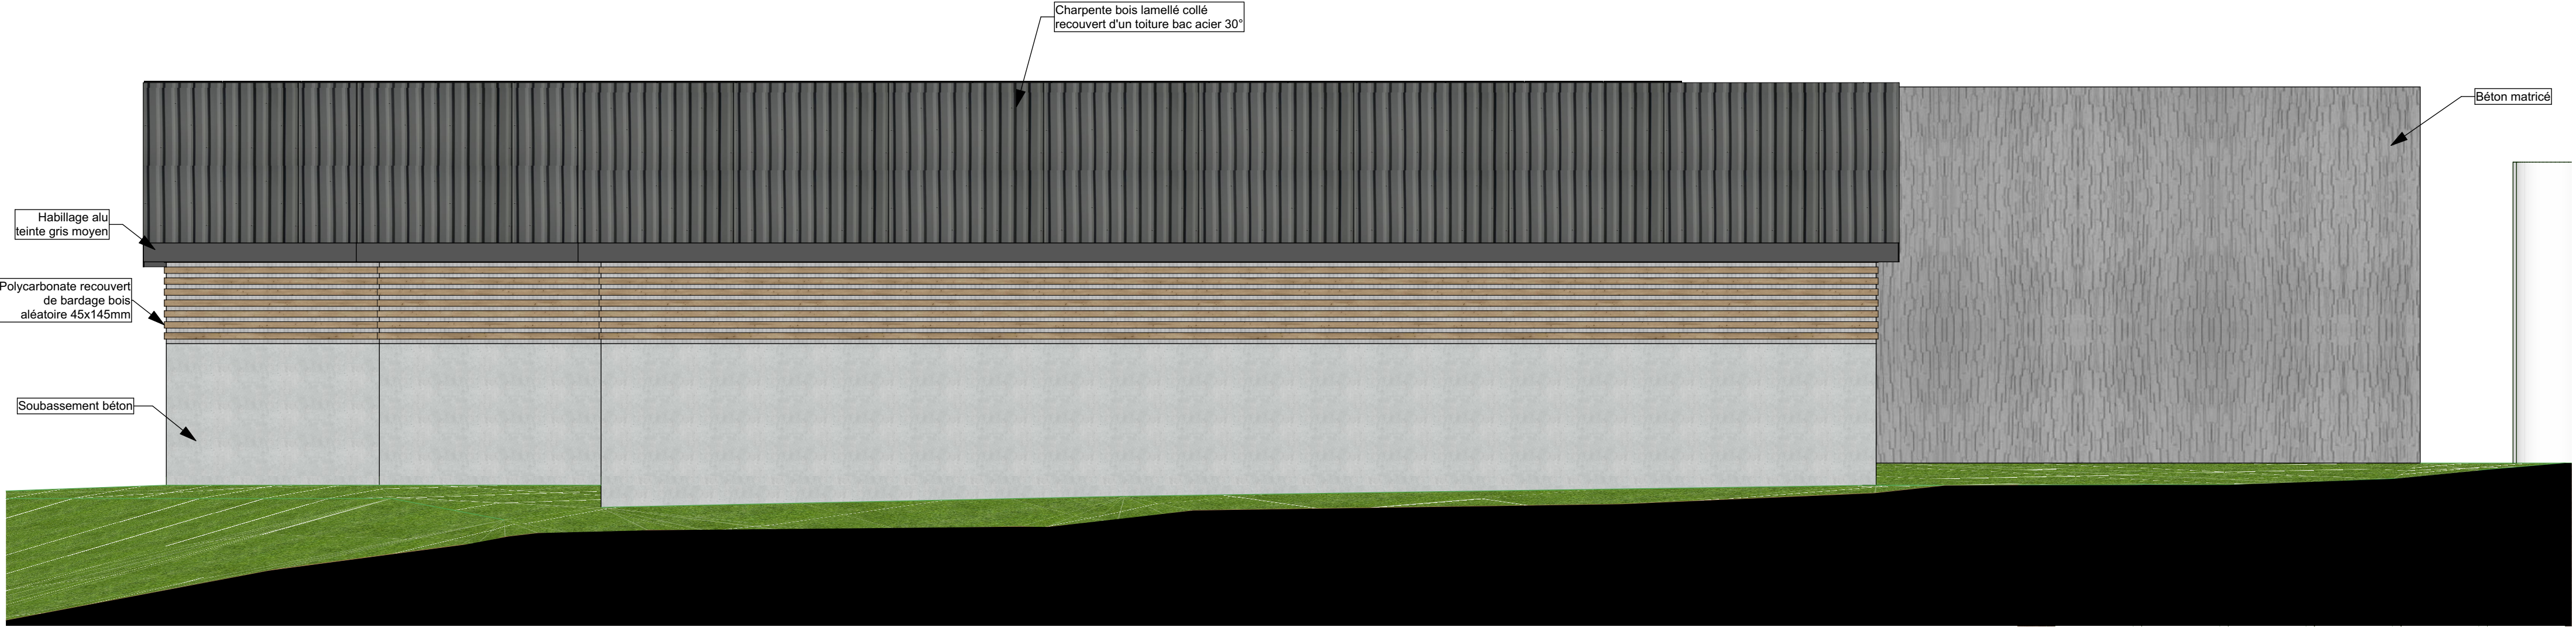 Charpente bois lamellé collé
recouvert d'un toiture bac acier 30°
Béton matricé
Habillage alu
teinte gris moyen
Polycarbonate recouvert
de bardage bois
aléatoire 45x145mm
Soubassement béton